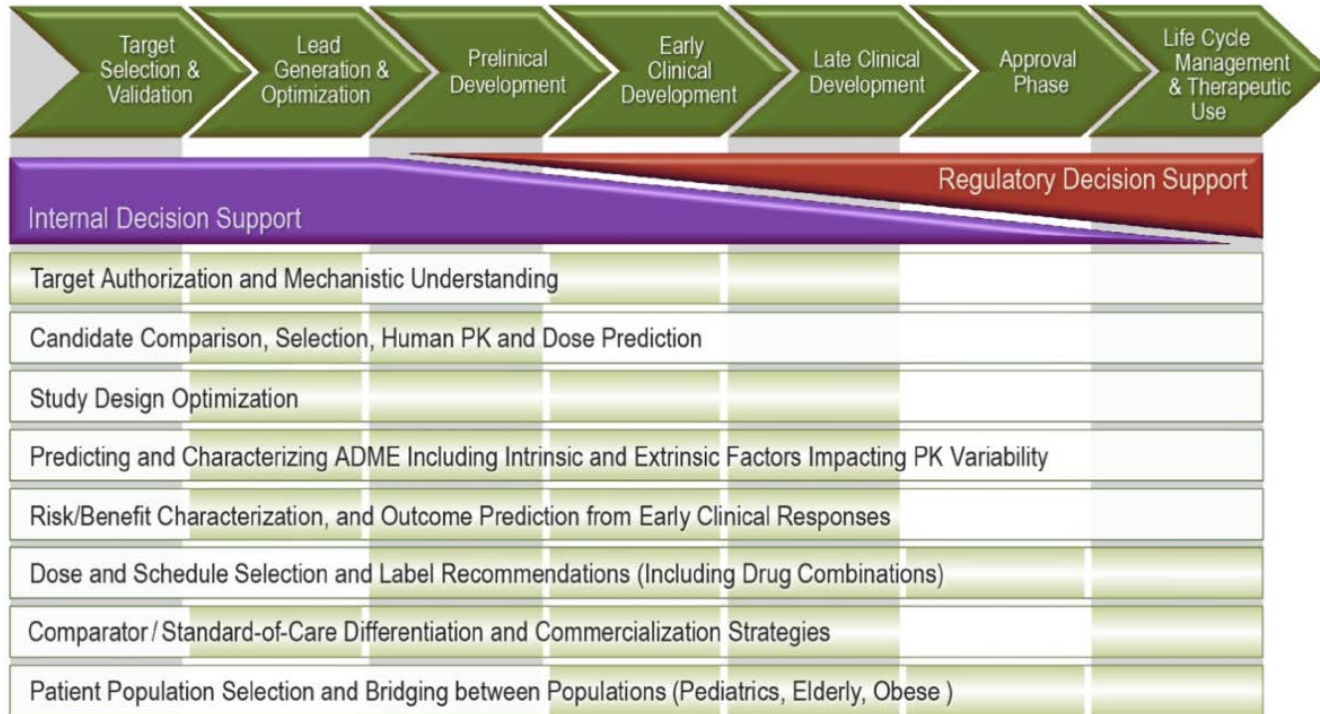 Target
Selection &
Validation
Lead
Generation &
Optimization
Prelinical
Development
Early
Clinical
Development
Late Clinical
Development
Approval
Phase
Life Cycle
Management
& Therapeutic
Use
Regulatory Decision Support
Internal Decision Support
Target Authorization and Mechanistic Understanding
Candidate Comparison, Selection, Human PK and Dose Prediction
Study Design Optimization
Predicting and Characterizing ADME Including Intrinsic and Extrinsic Factors Impacting PK Variability
Risk/Benefit Characterization, and Outcome Prediction from Early Clinical Responses
Dose and Schedule Selection and Label Recommendations (Including Drug Combinations)
Comparator / Standard-of-Care Differentiation and Commercialization Strategies
Patient Population Selection and Bridging between Populations (Pediatrics, Elderly, Obese )